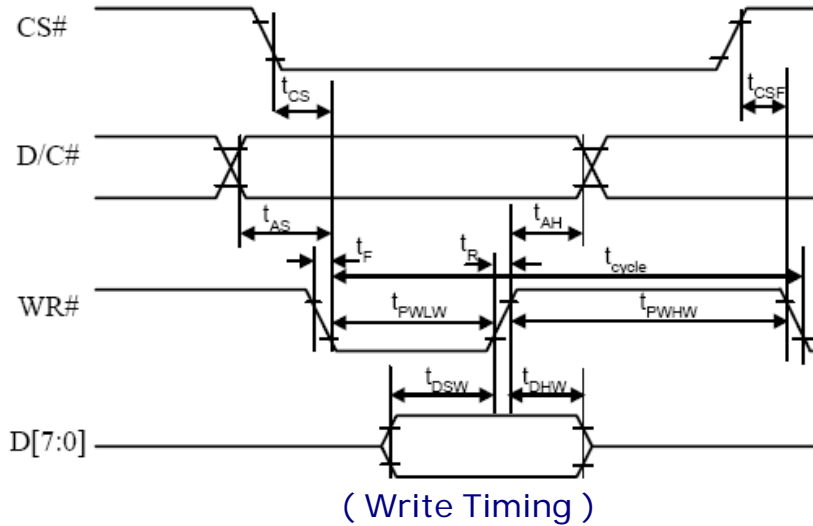 CS#
tCS
tCSF
D/C#
tAS
tAH
tF
tR
tcycle
WR#
tPWLW
tPWHW
tDSW
tDHW
D[7:0]
( Write Timing )